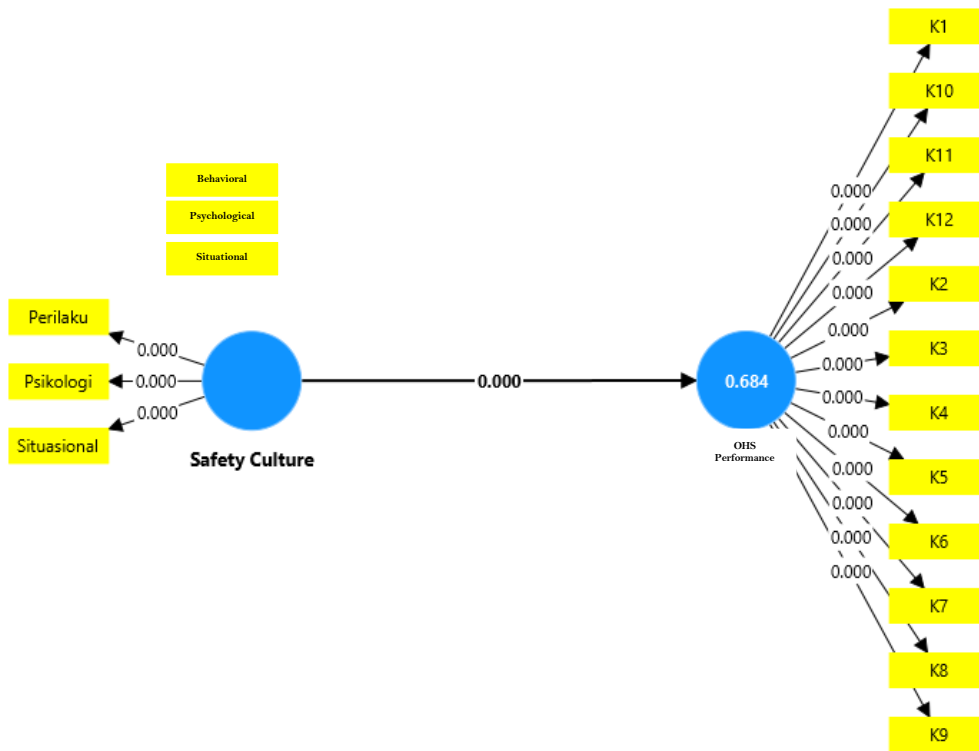 K1
K10
K11
K12
K2
K3
K4
K5
K6
K7
K8
K9
0.000
0.000
0.000
0.000
0.000
0.000
0.000
0.000
0.000
0.000
0.000
0.000
Behavioral
Psychological
Situational
Perilaku
Psikologi
Situasional
0.000
0.000
0.000
Safety Culture
0.000
0.684
OHS
Performance